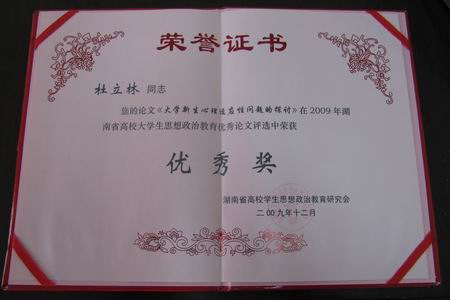 荣誉证书
杜立林 同志
您的论文《大学新生心理适应性问题的探讨》在2009年湖
南省高校大学生思想政治教育优秀论文评选中荣获
优秀奖
湖南省高校学生思想政治教育研究会
二00九年十二月